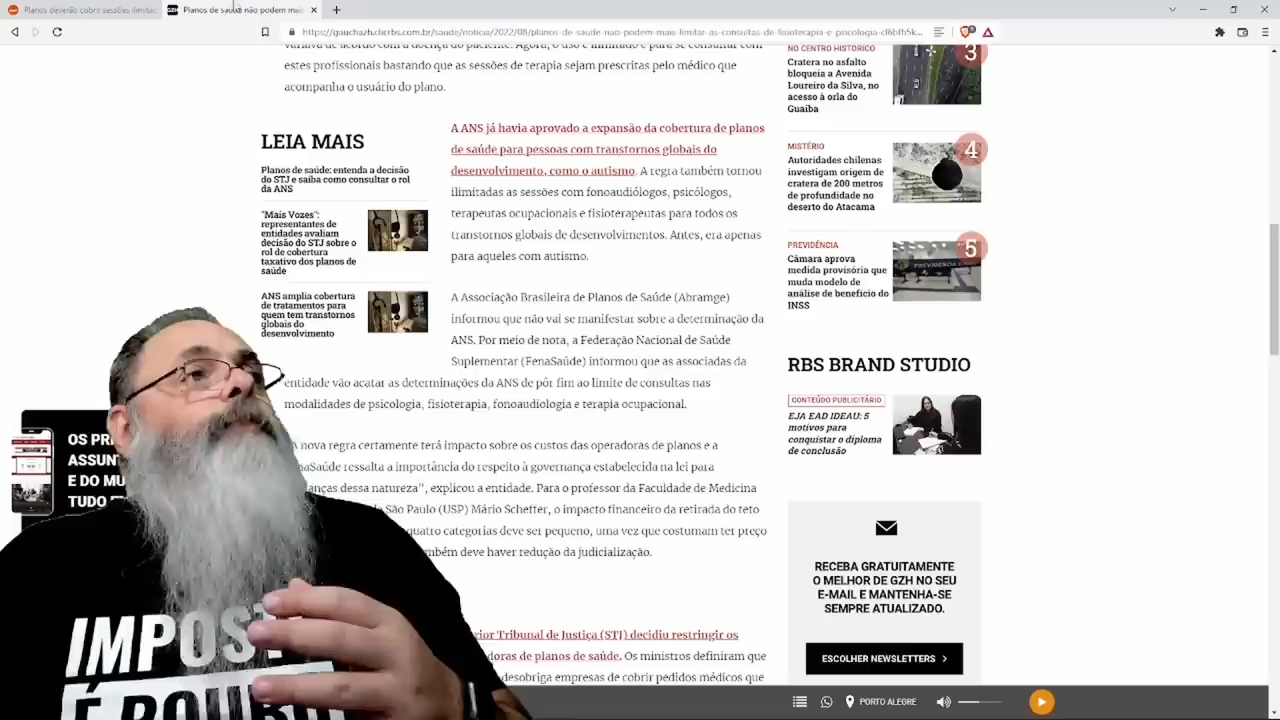 Planos deverão cobrir sessões ilimitad
GZH
Planos de saúde não podem mais
https://gauchazh.clicrbs.com.br/saude/noticia/2022/08/planos-de-saude-nao-podem-mais-limitar-as-consultas-de-fisioterapia-e-psicologia-cl6bfh5k...
variava de acordo com a doença do paciente. Agora, o uso é ilimitado para se consultar com
estes profissionais bastando que as sessões de terapia sejam prescritas pelo médico que
acompanha o usuário do plano.
LEIA MAIS
Planos de saúde: entenda a decisão
do STJ e saiba como consultar o rol
da ANS
"Mais Vozes":
representantes de
entidades avaliam
decisão do STJ sobre o
rol de cobertura
taxativo dos planos de
saúde
ANS amplia cobertura
de tratamentos para
quem tem transtornos
globais do
desenvolvimento
A ANS já havia aprovado a expansão da cobertura de planos
de saúde para pessoas com transtornos globais do
desenvolvimento, como o autismo. A regra também tornou
ilimitadas as sessões com fonoaudiólogos, psicólogos,
terapeutas ocupacionais e fisioterapeutas para todos os
transtornos globais de desenvolvimentos. Antes, era apenas
para aqueles com autismo.
A Associação Brasileira de Planos de Saúde (Abrange)
informou que não vai se manifestar sobre a determinação da
ANS. Por meio de nota, a Federação Nacional de Saúde
Suplementar (FenaSaúde) informou que as associadas da
entidade vão acatar as determinações da ANS de pôr fim ao limite de consultas nas
modalidades de psicologia, fisioterapia, fonoaudiologia e terapia ocupacional.
A nova regra certamente terá impacto sobre os custos das operadoras de planos e a
naSaúde ressalta a importância do respeito à governança estabelecida na lei para
dessa natureza", explicou a entidade. Para o professor da Faculdade de Medicina
de São Paulo (USP) Mário Scheffer, o impacto financeiro da retirada do teto
quatro categorias deve ser pequeno, uma vez que costumam ter preço
bém deve haver redução da judicialização.
rior Tribunal de Justiça (STJ) decidiu restringir os
doras de planos de saúde. Os ministros definiram que
desobriga empresas de cobrir pedidos médicos que
OS PR
ASSUNT
E DO MU
TUDO
IMPOS
É ROUB
NO CENTRO HISTÓRICO
3
Cratera no asfalto
bloqueia a Avenida
Loureiro da Silva, no
acesso à orla do
Guaíba
MISTÉRIO
4
Autoridades chilenas
investigam origem de
cratera de 200 metros
de profundidade no
deserto do Atacama
PREVIDÊNCIA
5
Câmara aprova
medida provisória que
muda modelo de
análise de benefício do
INSS
PREVIDÊNCIA
RBS BRAND STUDIO
CONTEÚDO PUBLICITÁRIO
EJA EAD IDEAU: 5
motivos para
conquistar o diploma
de conclusão
RECEBA GRATUITAMENTE
O MELHOR DE GZH NO SEU
E-MAIL E MANTENHA-SE
SEMPRE ATUALIZADO.
ESCOLHER NEWSLETTERS
PORTO ALEGRE